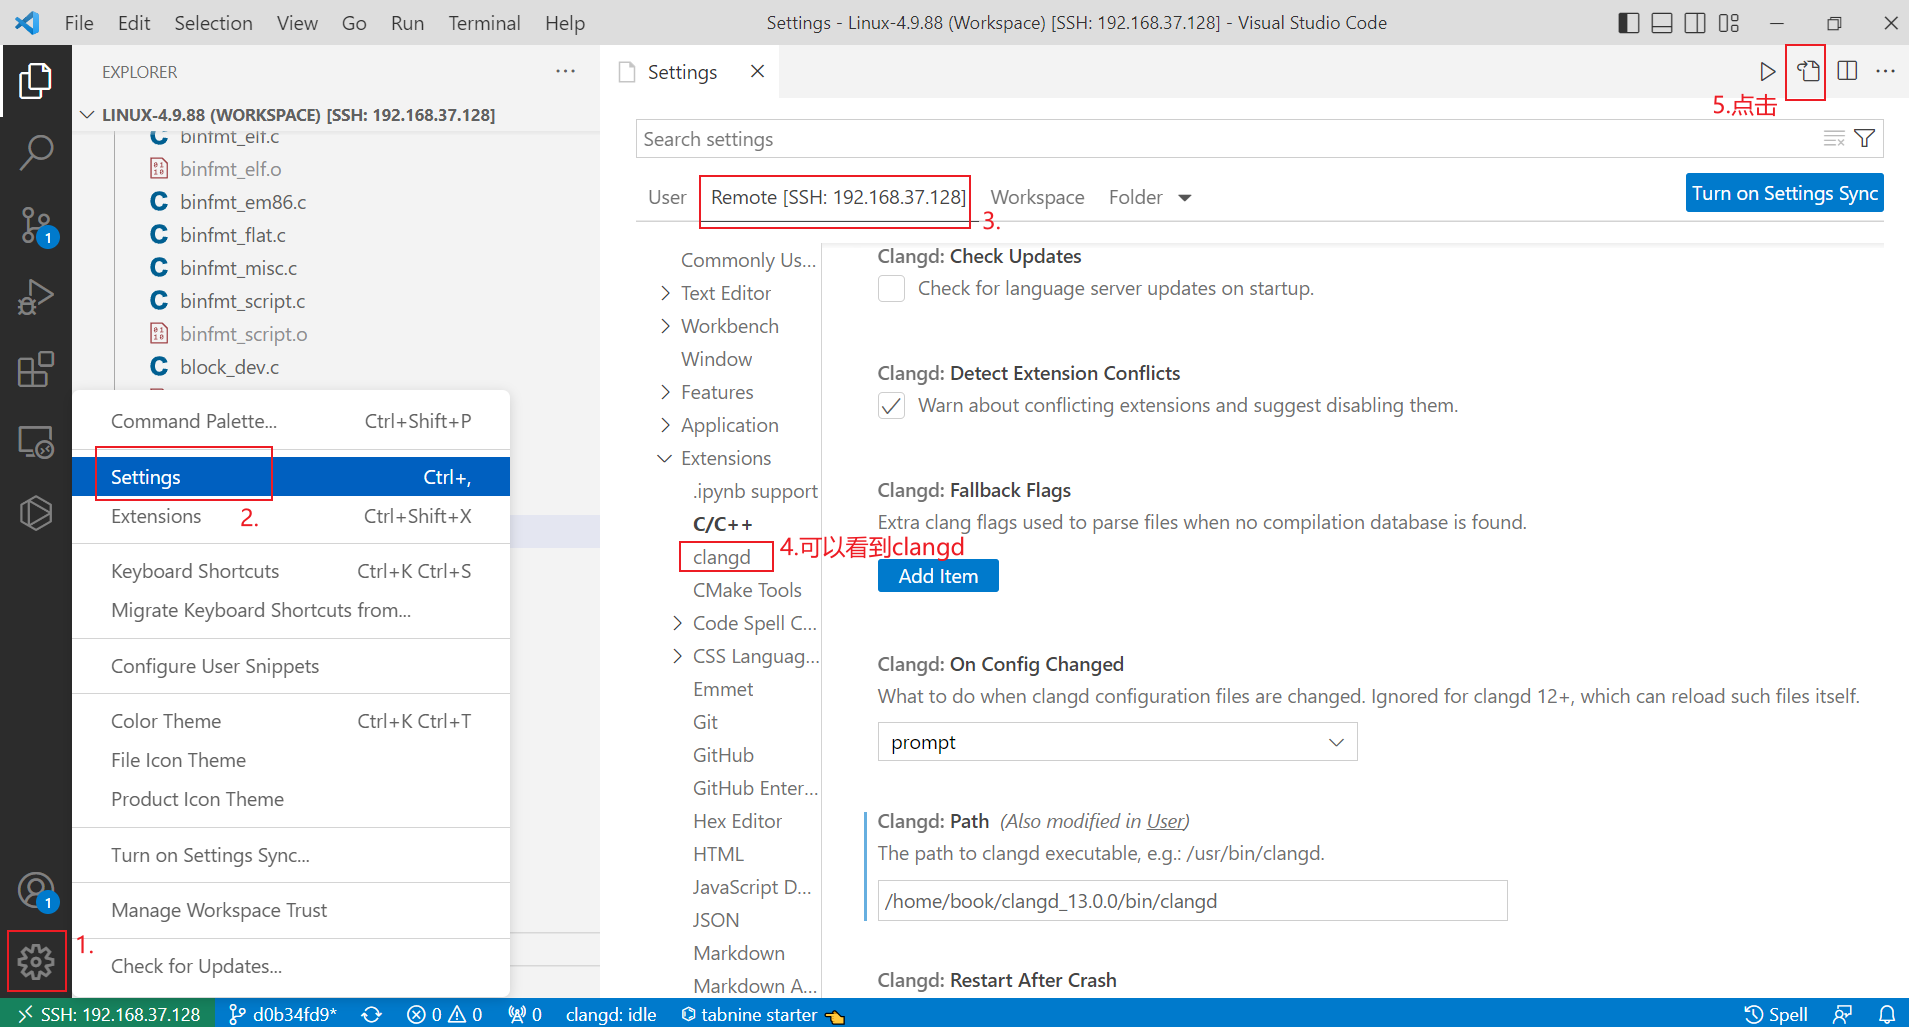 File Edit Selection View Go Run Terminal Help
Settings - Linux-4.9.88 (Workspace) [SSH: 192.168.37.128] - Visual Studio Code
EXPLORER
LINUX-4.9.88 (WORKSPACE) [SSH: 192.168.37.128]
binfmt_elf.c
binfmt_elf.o
binfmt_em86.c
binfmt_flat.c
binfmt_misc.c
binfmt_script.c
binfmt_script.o
block_dev.c
1
Command Palette... Ctrl+Shift+P
Settings Ctrl+,
2.
Extensions Ctrl+Shift+X
Keyboard Shortcuts Ctrl+K Ctrl+S
Migrate Keyboard Shortcuts from...
Configure User Snippets
Color Theme Ctrl+K Ctrl+T
File Icon Theme
Product Icon Theme
Turn on Settings Sync...
Manage Workspace Trust
Check for Updates...
1
1.
Settings
5.点击
Search settings
User Remote [SSH: 192.168.37.128] Workspace Folder
3.
Turn on Settings Sync
Commonly Us...
Text Editor
Workbench
Window
Features
Application
Extensions
.ipynb support
C/C++
clangd
4.可以看到clangd
CMake Tools
Code Spell C...
CSS Languag...
Emmet
Git
GitHub
GitHub Enter...
Hex Editor
HTML
JavaScript D...
JSON
Markdown
Markdown A...
Clangd: Check Updates
Check for language server updates on startup.
Clangd: Detect Extension Conflicts
Warn about conflicting extensions and suggest disabling them.
Clangd: Fallback Flags
Extra clang flags used to parse files when no compilation database is found.
Add Item
Clangd: On Config Changed
What to do when clangd configuration files are changed. Ignored for clangd 12+, which can reload such files itself.
prompt
Clangd: Path (Also modified in User)
The path to clangd executable, e.g.: /usr/bin/clangd.
/home/book/clangd_13.0.0/bin/clangd
Clangd: Restart After Crash
SSH: 192.168.37.128 d0b34fd9* 0 0 0 clangd: idle tabnine starter Spell